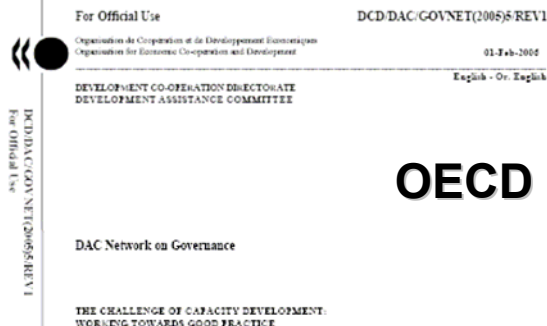 For Official Use
DCD/DAC/GOVNET(2005)5/REV1
Organisation de Coopération et de Développement Economiques
Organisation for Economic Co-operation and Development
01-Feb-2006
English - Or. English
DEVELOPMENT CO-OPERATION DIRECTORATE
DEVELOPMENT ASSISTANCE COMMITTEE
OECD
DAC Network on Governance
THE CHALLENGE OF CAPACITY DEVELOPMENT:
WORKING TOWARDS GOOD PRACTICE
DCD/DAC/GOVNET(2005)5/REV1
For Official Use